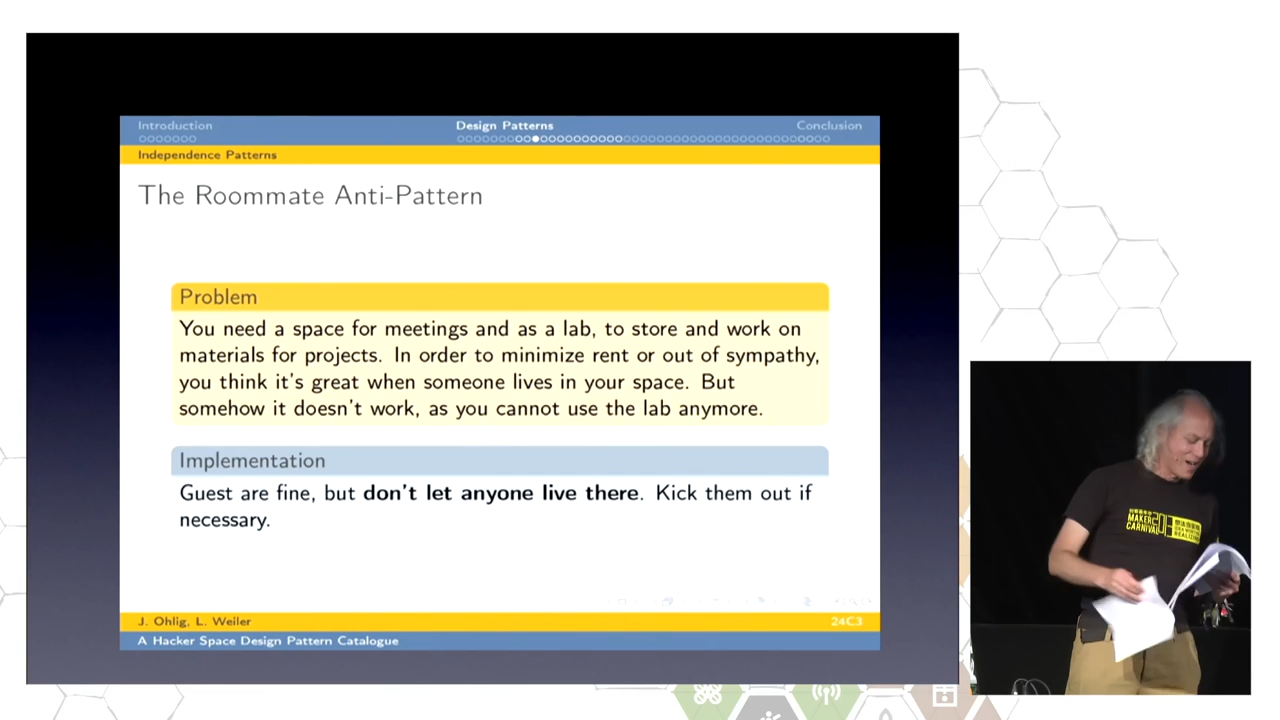 Introduction
Design Patterns
Conclusion
Independence Patterns
The Roommate Anti-Pattern
Problem
You need a space for meetings and as a lab, to store and work on
materials for projects. In order to minimize rent or out of sympathy,
you think it's great when someone lives in your space. But
somehow it doesn't work, as you cannot use the lab anymore.
Implementation
Guest are fine, but don't let anyone live there. Kick them out if
necessary.
J. Ohlig, L. Weiler
24C3
A Hacker Space Design Pattern Catalogue
MAKER
CARNIVAL